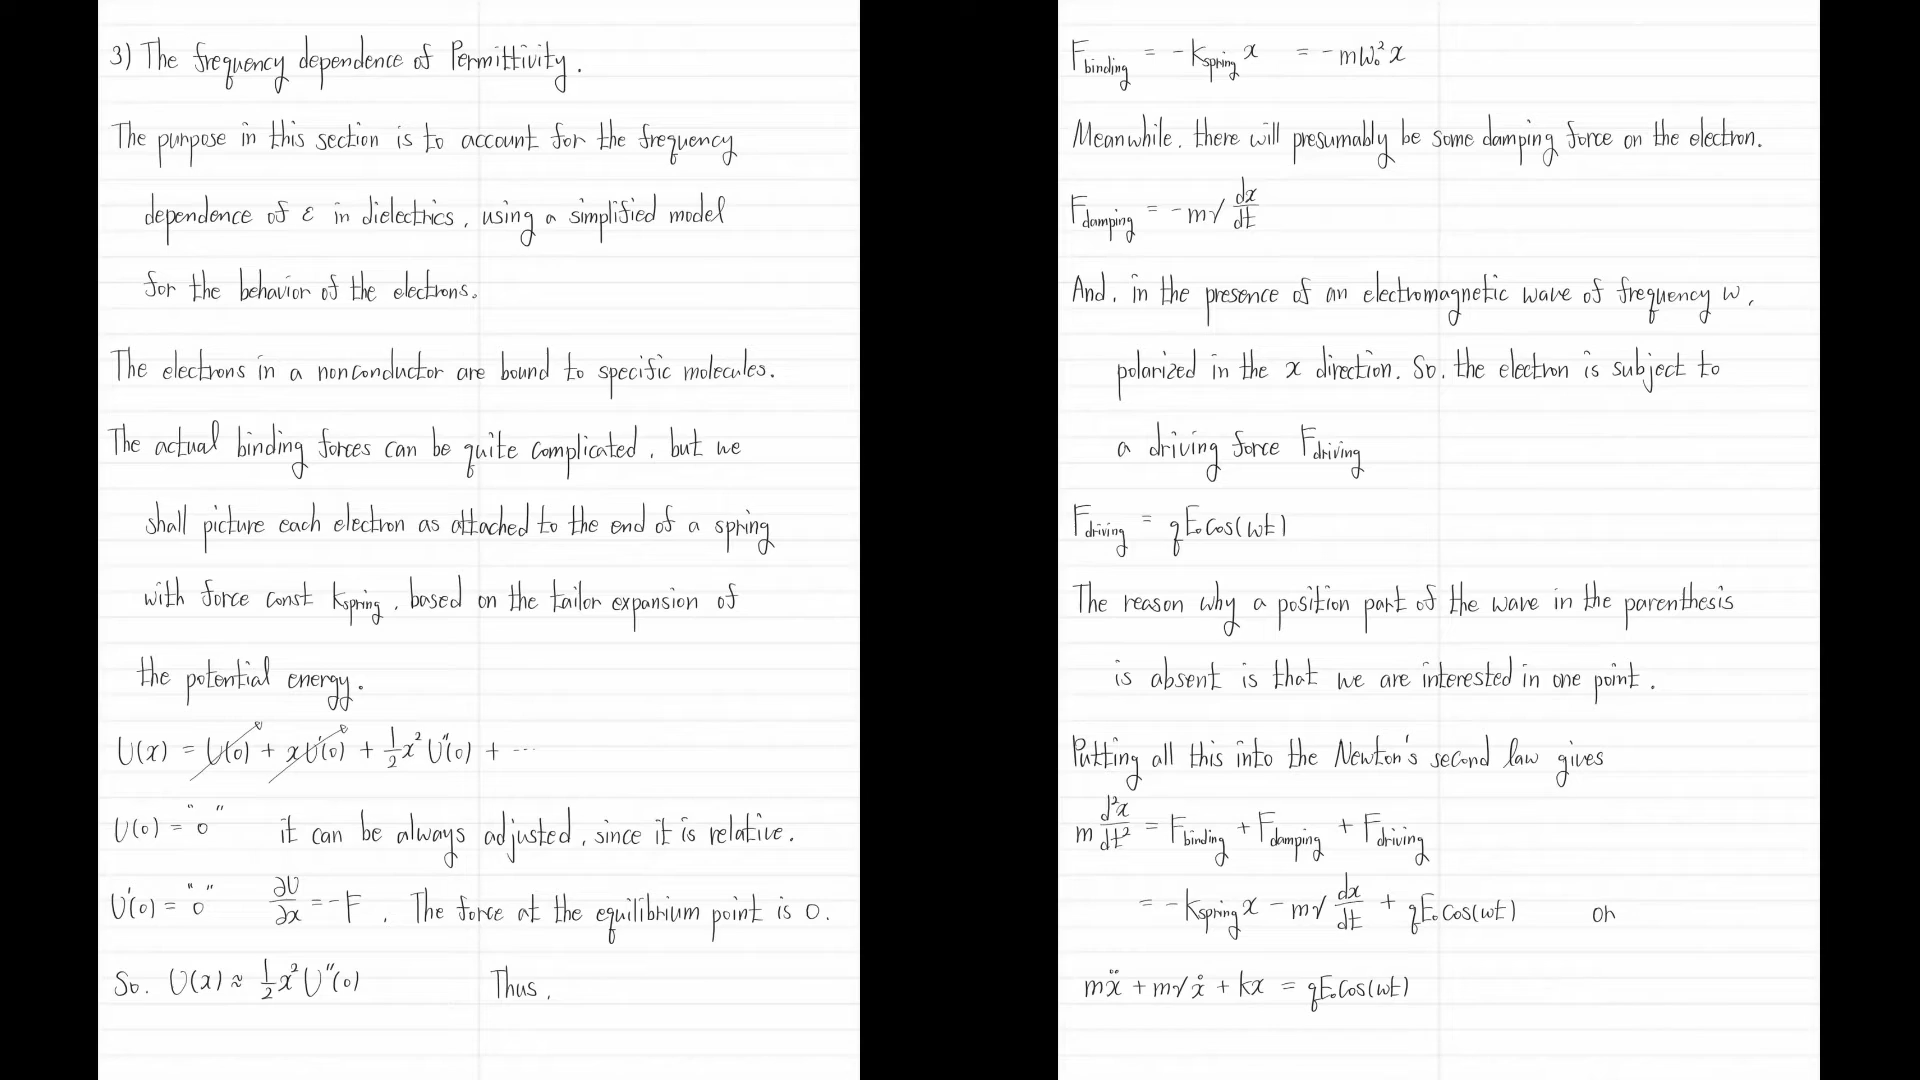 3) The frequency dependence of Permittivity.
The purpose in this section is to account for the frequency
dependence of ε in dielectrics, using a simplified model
for the behavior of the electrons.
The electrons in a nonconductor are bound to specific molecules.
The actual binding forces can be quite complicated, but we
shall picture each electron as attached to the end of a spring
with force const kspring, based on the tailor expansion of
the potential energy.
U(x) = U(0) + xU'(0) + 1/2 x² U''(0) + ···
U(0) = "0" it can be always adjusted, since it is relative.
U'(0) = "0" ∂U/∂x = -F, The force at the equilibrium point is 0.
So. U(x) ≈ 1/2 x² U''(0) Thus,
Fbinding = -kspring x = -mω₀² x
Meanwhile, there will presumably be some damping force on the electron.
Fdamping = -mγ dx/dt
And, in the presence of an electromagnetic wave of frequency ω,
polarized in the x direction. So, the electron is subject to
a driving force Fdriving
Fdriving = qE₀cos(ωt)
The reason why a position part of the wave in the parenthesis
is absent is that we are interested in one point.
Putting all this into the Newton's second law gives
m d²x/dt² = Fbinding + Fdamping + Fdriving
= -kspring x - mγ dx/dt + qE₀cos(ωt) or
mẍ + mγẋ + kx = qE₀cos(ωt)